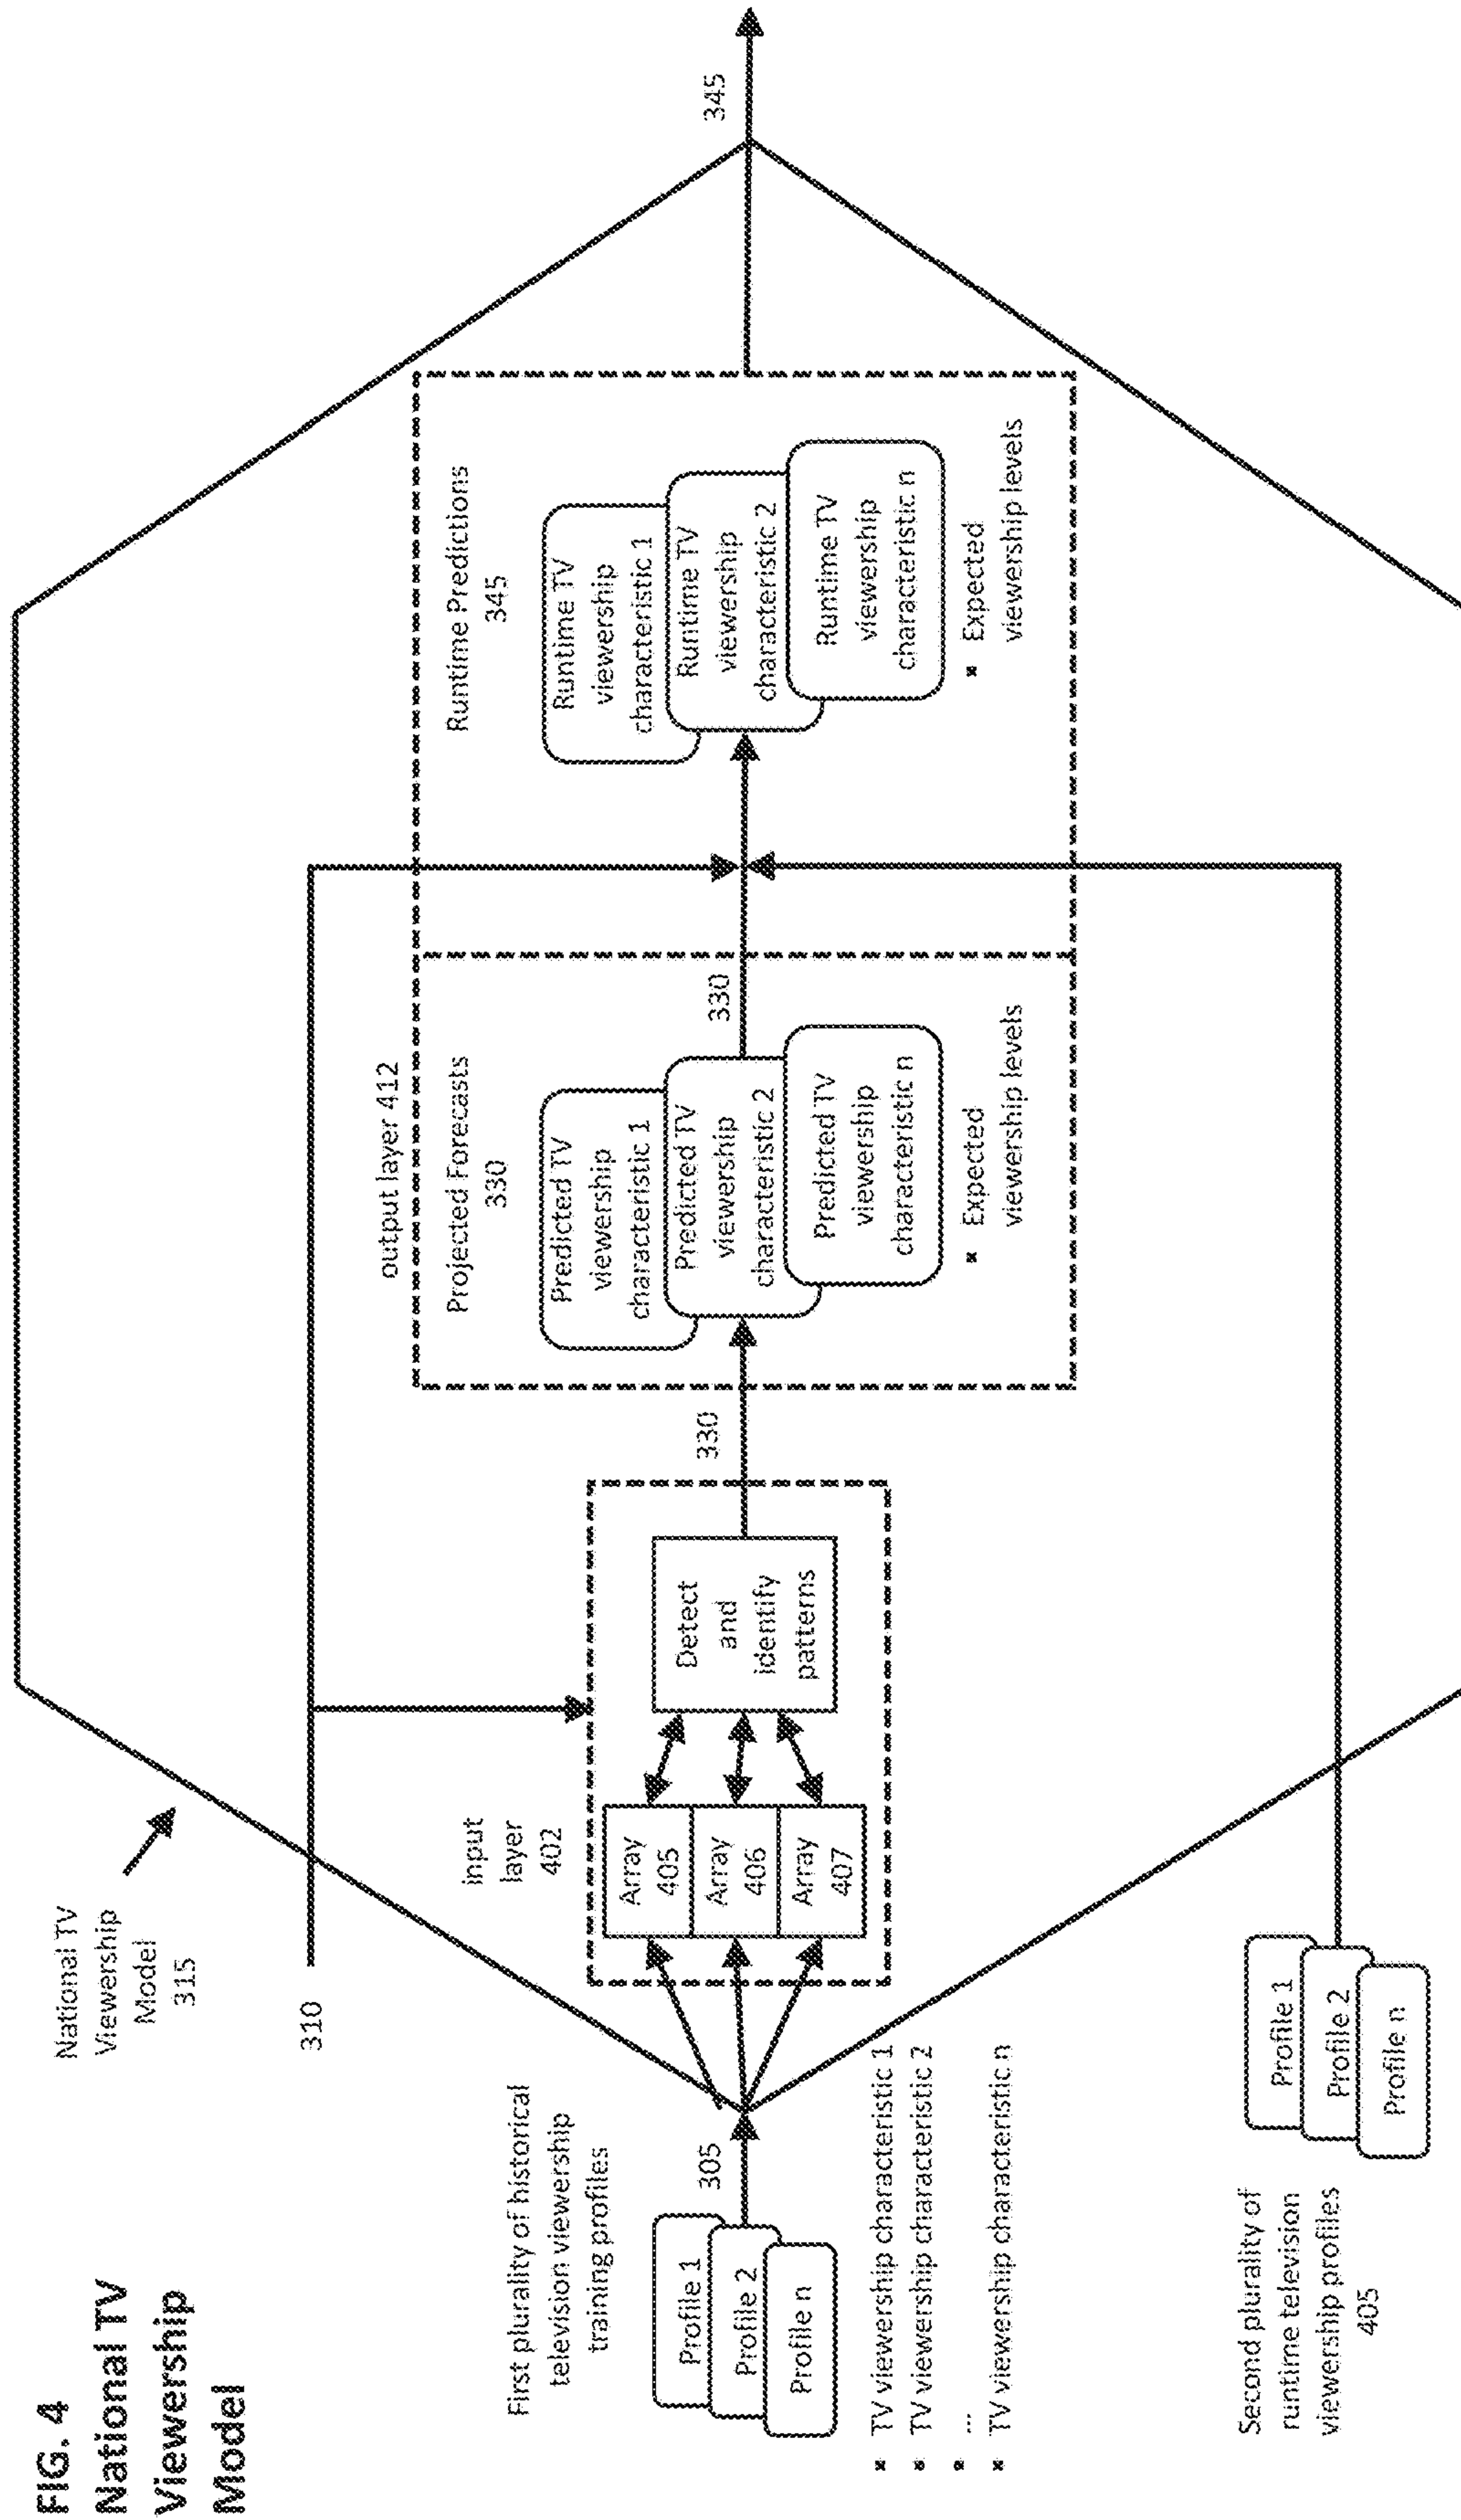 FIG. 4
National TV
Viewership
Model
National TV
Viewership
Model
315
310
First plurality of historical
television viewership
training profiles
305
Profile 1
Profile 2
Profile n
TV viewership characteristic 1
TV viewership characteristic 2
...
TV viewership characteristic n
Second plurality of
runtime television
viewership profiles
405
Profile 1
Profile 2
Profile n
input
layer
402
Array
405
Array
406
Array
407
Detect
and
identify
patterns
330
output layer 412
Projected Forecasts
330
Predicted TV
viewership
characteristic 1
Predicted TV
viewership
characteristic 2
Predicted TV
viewership
characteristic n
Expected
viewership levels
330
Runtime Predictions
345
Runtime TV
viewership
characteristic 1
Runtime TV
viewership
characteristic 2
Runtime TV
viewership
characteristic n
Expected
viewership levels
345